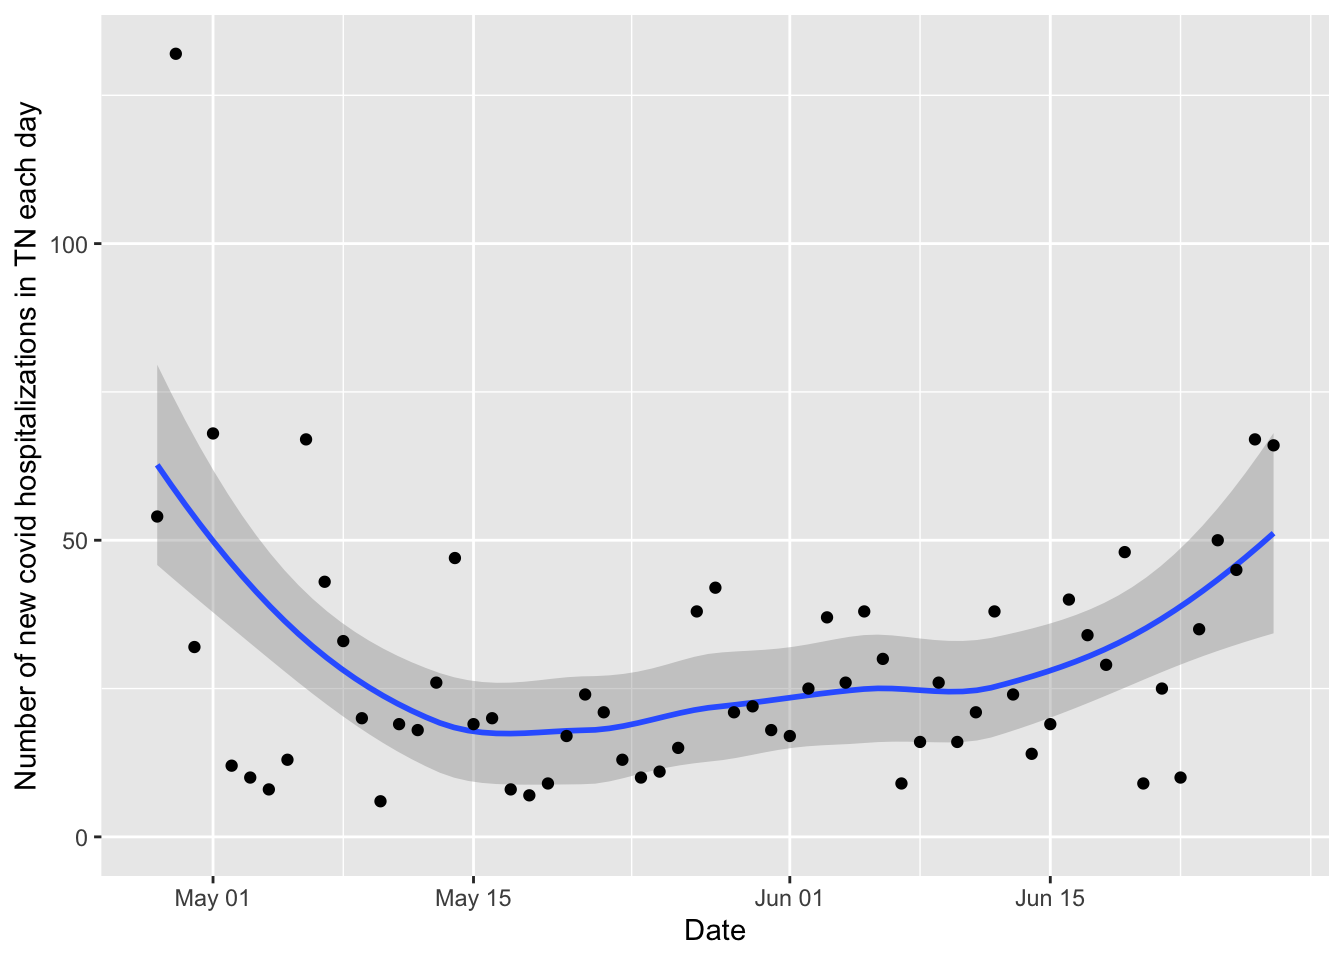 Number of new covid hospitalizations in TN each day
100
50
0
May 01
May 15
Jun 01
Jun 15
Date